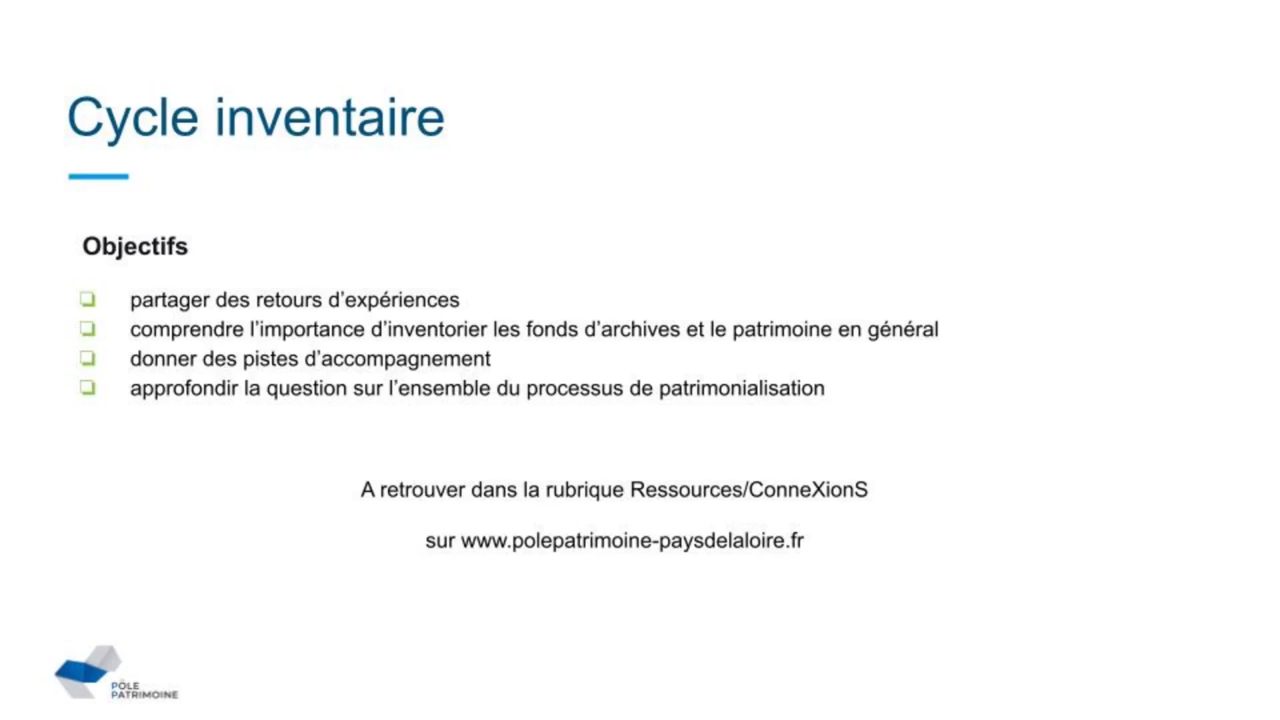 Cycle inventaire
Objectifs
❏ partager des retours d’expériences
❏ comprendre l’importance d’inventorier les fonds d’archives et le patrimoine en général
❏ donner des pistes d’accompagnement
❏ approfondir la question sur l’ensemble du processus de patrimonialisation
A retrouver dans la rubrique Ressources/ConneXionS
sur www.polepatrimoine-paysdelaloire.fr
PÔLE
PATRIMOINE